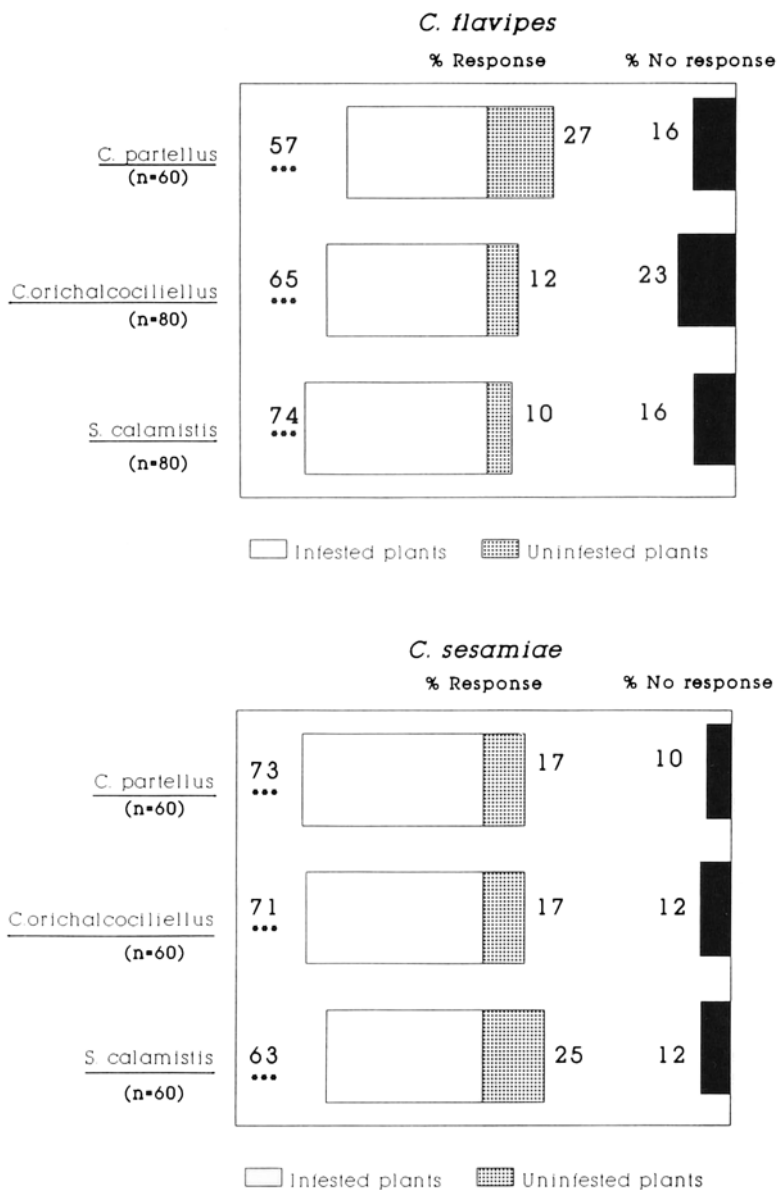 C. flavipes
% Response % No response
57 27 16
C. partellus
•••
(n=60)
65 12 23
C.orichalcociliellus
•••
(n=80)
74 10 16
S. calamistis
•••
(n=80)
Infested plants Uninfested plants
C. sesamiae
% Response % No response
73 17 10
C. partellus
•••
(n=60)
71 17 12
C.orichalcociliellus
•••
(n=60)
63 25 12
S. calamistis
•••
(n=60)
Infested plants Uninfested plants